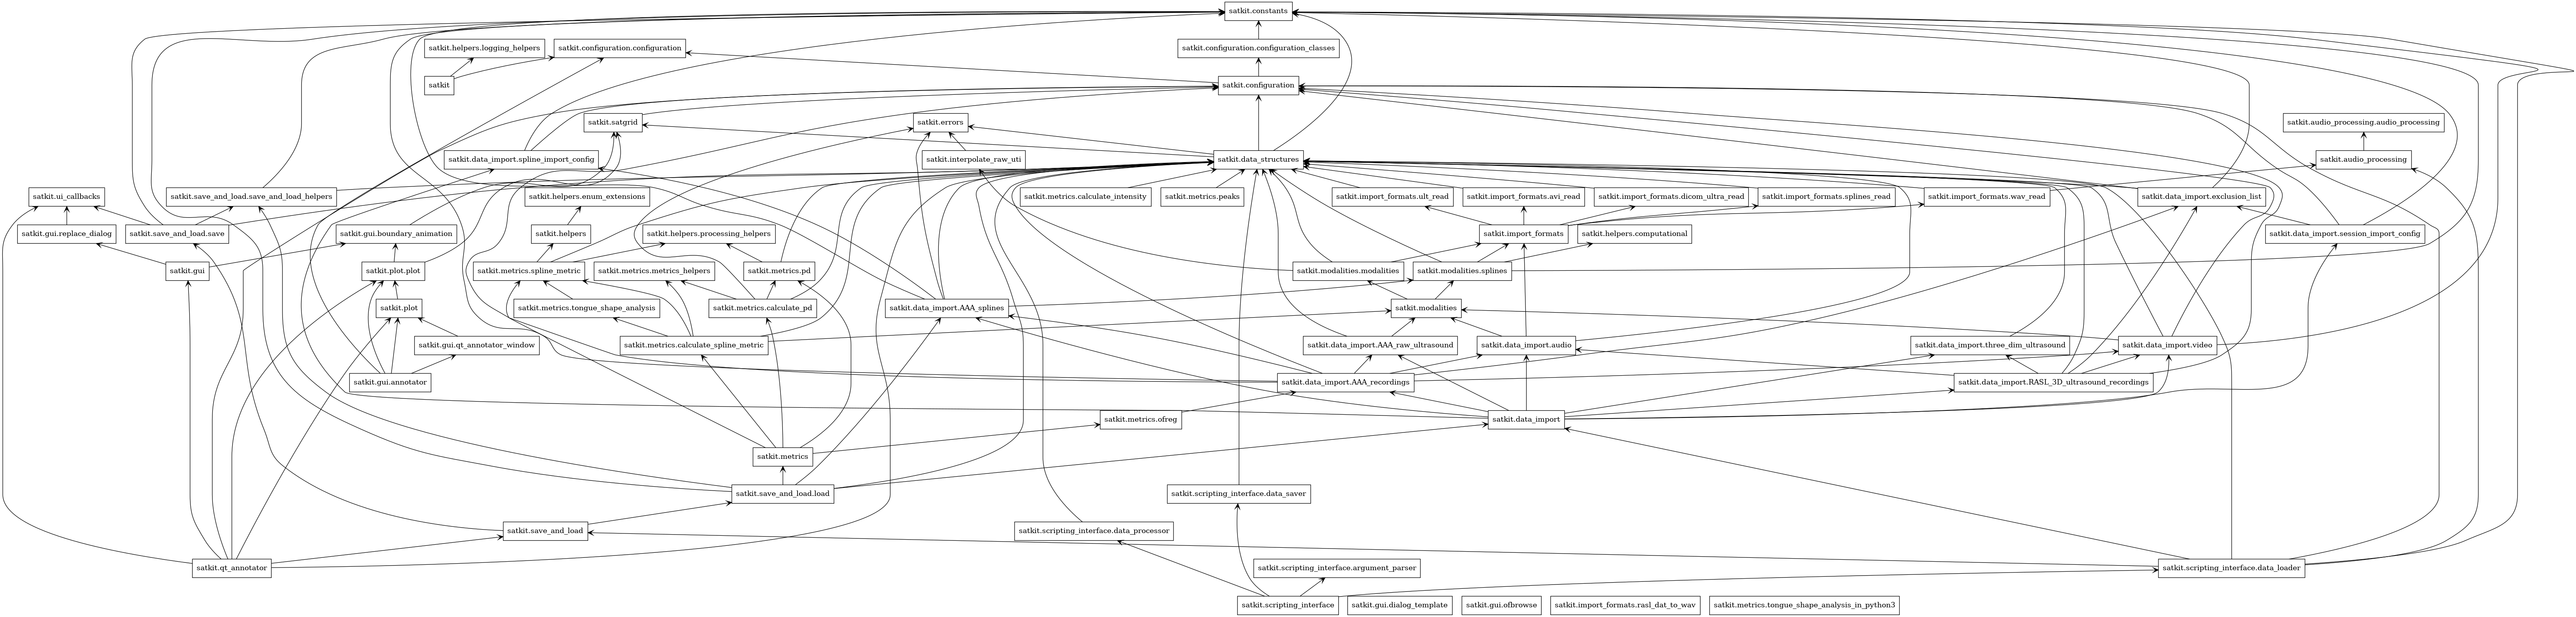 satkit.constants
satkit.helpers.logging_helpers
satkit.configuration.configuration
satkit.configuration.configuration_classes
satkit
satkit.configuration
satkit.satgrid
satkit.errors
satkit.audio_processing.audio_processing
satkit.data_import.spline_import_config
satkit.interpolate_raw_uti
satkit.data_structures
satkit.audio_processing
satkit.ui_callbacks
satkit.save_and_load.save_and_load_helpers
satkit.helpers.enum_extensions
satkit.metrics.calculate_intensity
satkit.metrics.peaks
satkit.import_formats.ult_read
satkit.import_formats.avi_read
satkit.import_formats.dicom_ultra_read
satkit.import_formats.splines_read
satkit.import_formats.wav_read
satkit.data_import.exclusion_list
satkit.gui.replace_dialog
satkit.save_and_load.save
satkit.gui.boundary_animation
satkit.helpers
satkit.helpers.processing_helpers
satkit.import_formats
satkit.helpers.computational
satkit.data_import.session_import_config
satkit.gui
satkit.plot.plot
satkit.metrics.spline_metric
satkit.metrics.metrics_helpers
satkit.metrics.pd
satkit.modalities.modalities
satkit.modalities.splines
satkit.plot
satkit.metrics.tongue_shape_analysis
satkit.metrics.calculate_pd
satkit.data_import.AAA_splines
satkit.modalities
satkit.gui.qt_annotator_window
satkit.metrics.calculate_spline_metric
satkit.data_import.AAA_raw_ultrasound
satkit.data_import.audio
satkit.data_import.three_dim_ultrasound
satkit.data_import.video
satkit.gui.annotator
satkit.data_import.AAA_recordings
satkit.data_import.RASL_3D_ultrasound_recordings
satkit.metrics.ofreg
satkit.data_import
satkit.metrics
satkit.save_and_load.load
satkit.scripting_interface.data_saver
satkit.save_and_load
satkit.scripting_interface.data_processor
satkit.qt_annotator
satkit.scripting_interface.argument_parser
satkit.scripting_interface.data_loader
satkit.scripting_interface
satkit.gui.dialog_template
satkit.gui.ofbrowse
satkit.import_formats.rasl_dat_to_wav
satkit.metrics.tongue_shape_analysis_in_python3